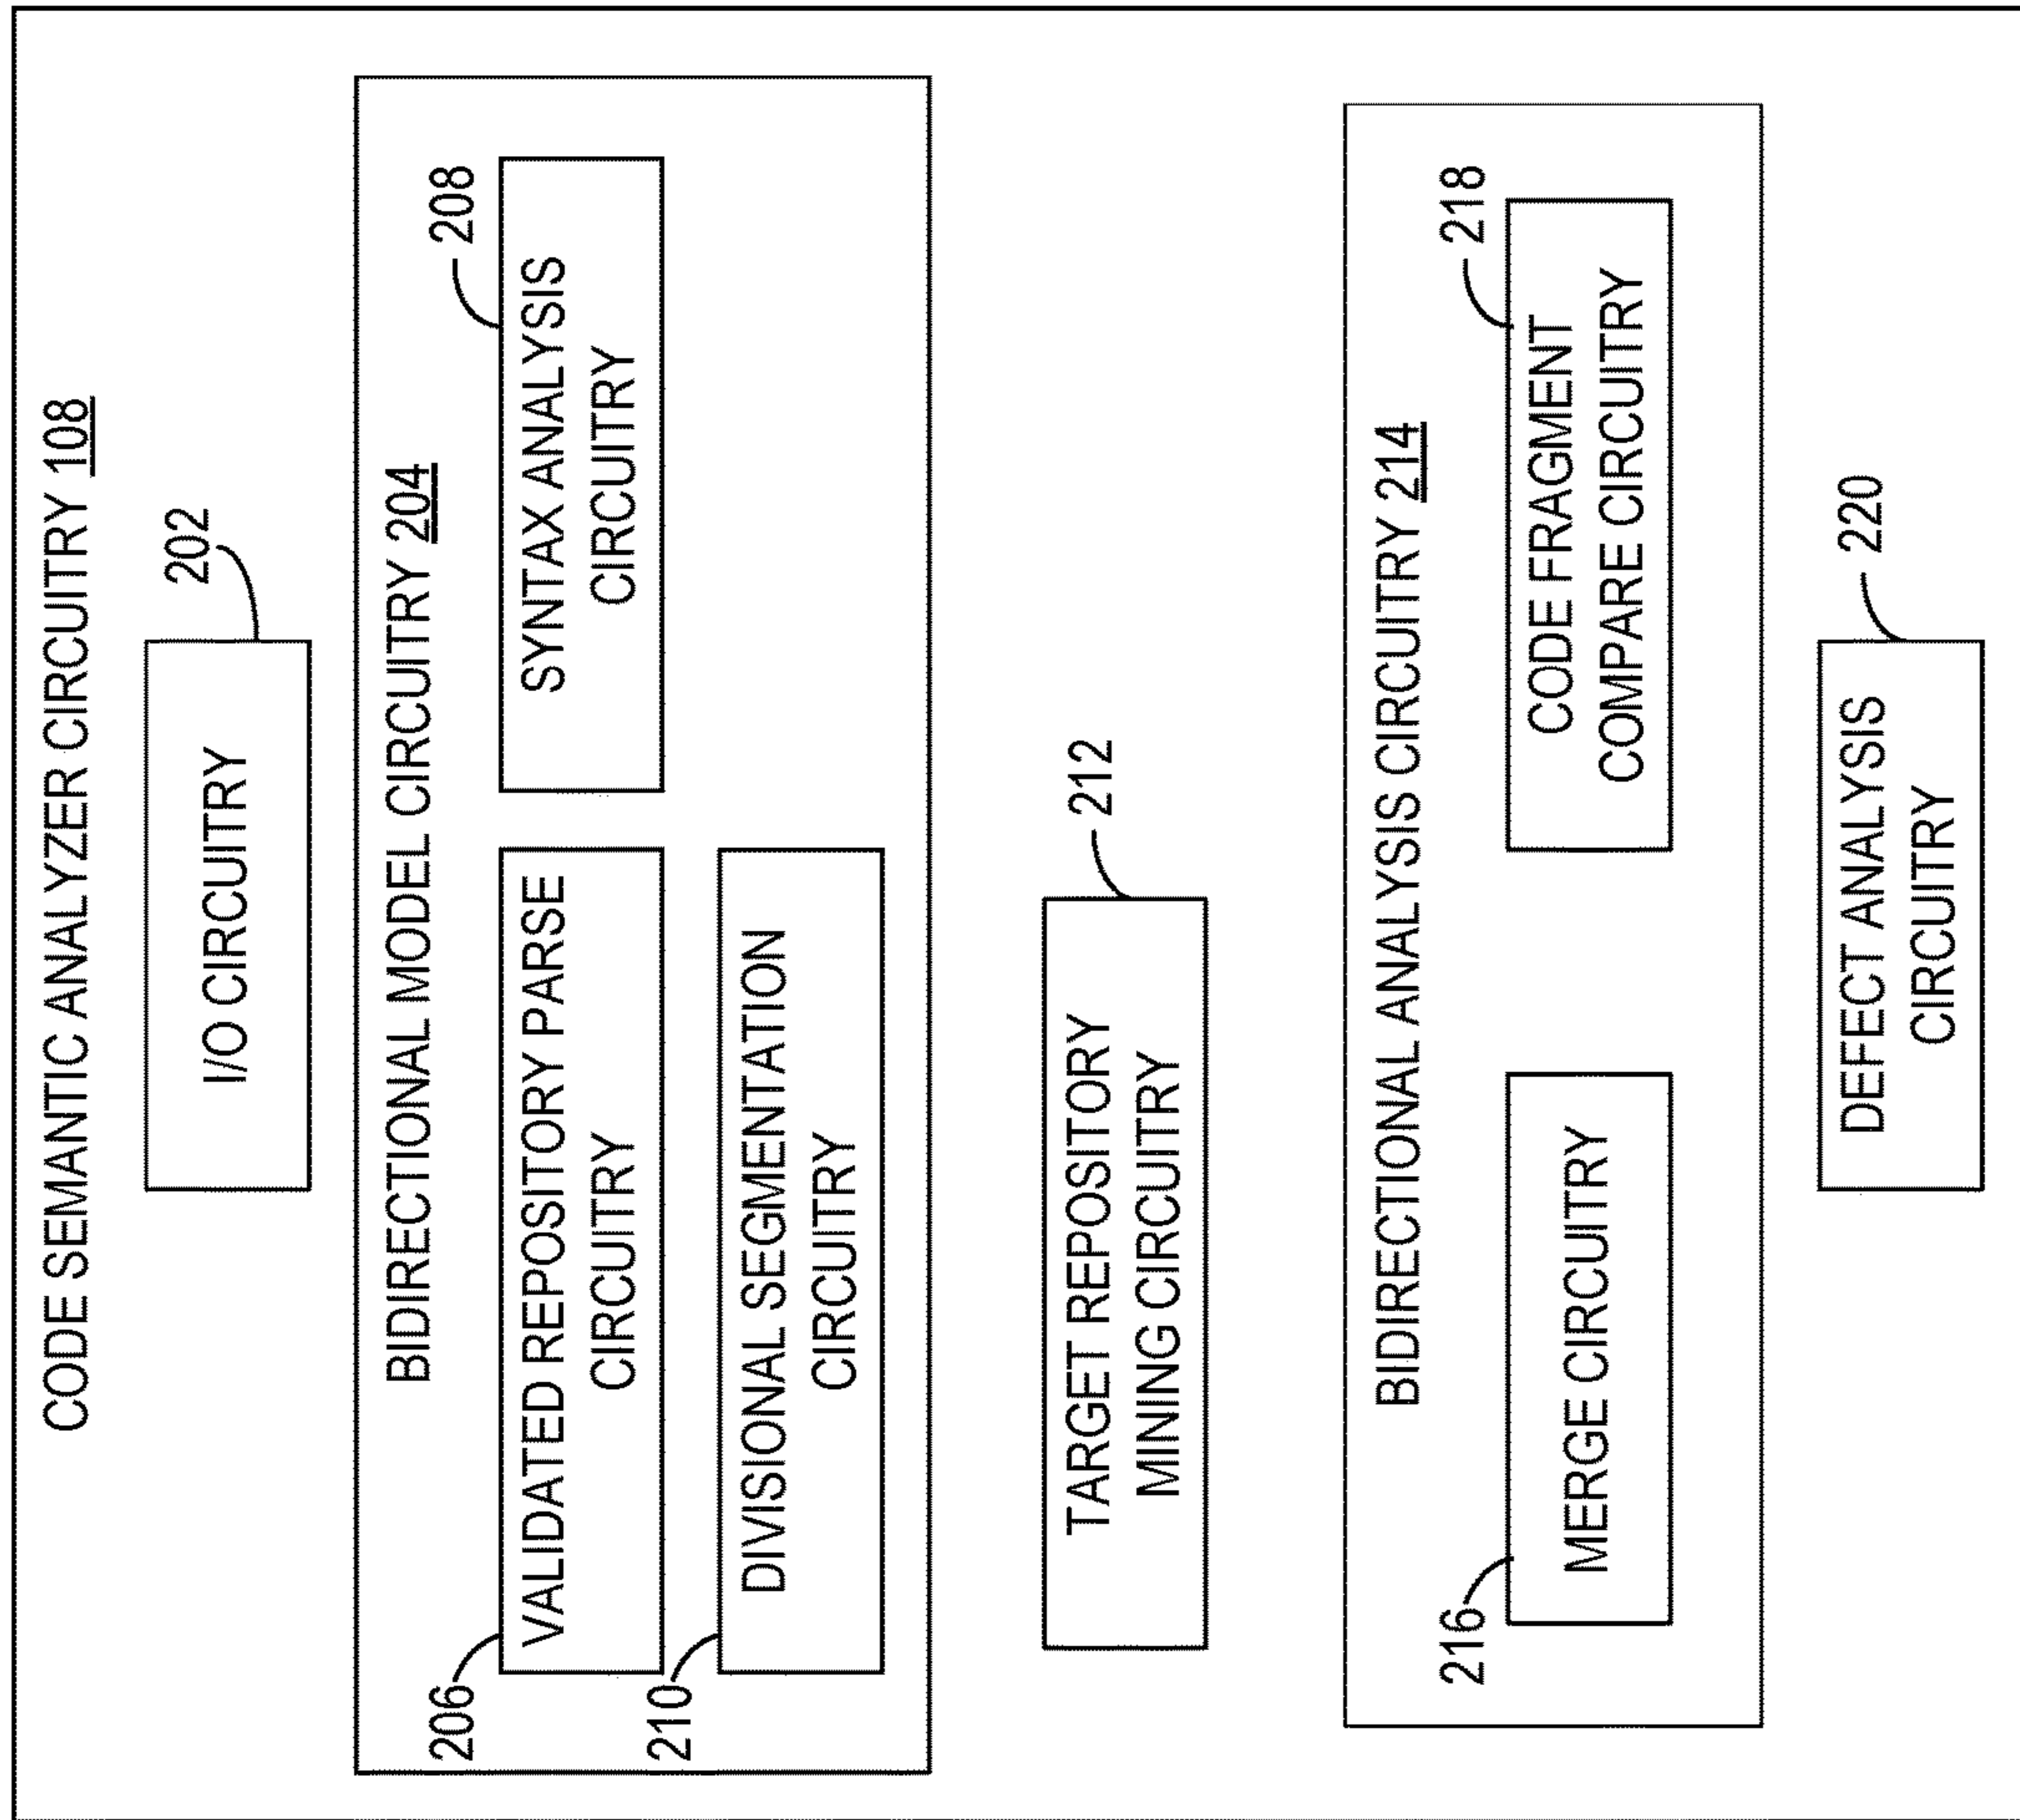 CODE SEMANTIC ANALYZER CIRCUITRY 108
202
I/O CIRCUITRY
BIDIRECTIONAL MODEL CIRCUITRY 204
206
VALIDATED REPOSITORY PARSE
CIRCUITRY
208
SYNTAX ANALYSIS
CIRCUITRY
210
DIVISIONAL SEGMENTATION
CIRCUITRY
212
TARGET REPOSITORY
MINING CIRCUITRY
BIDIRECTIONAL ANALYSIS CIRCUITRY 214
216
MERGE CIRCUITRY
218
CODE FRAGMENT
COMPARE CIRCUITRY
220
DEFECT ANALYSIS
CIRCUITRY